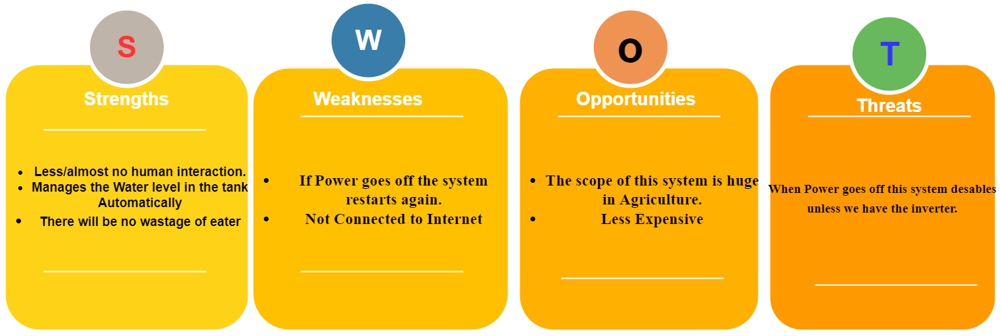 S
Strengths
• Less/almost no human interaction.
• Manages the Water level in the tank
Automatically
• There will be no wastage of eater
W
Weaknesses
• If Power goes off the system
restarts again.
• Not Connected to Internet
O
Opportunities
• The scope of this system is huge
in Agriculture.
• Less Expensive
T
Threats
When Power goes off this system desables
unless we have the inverter.